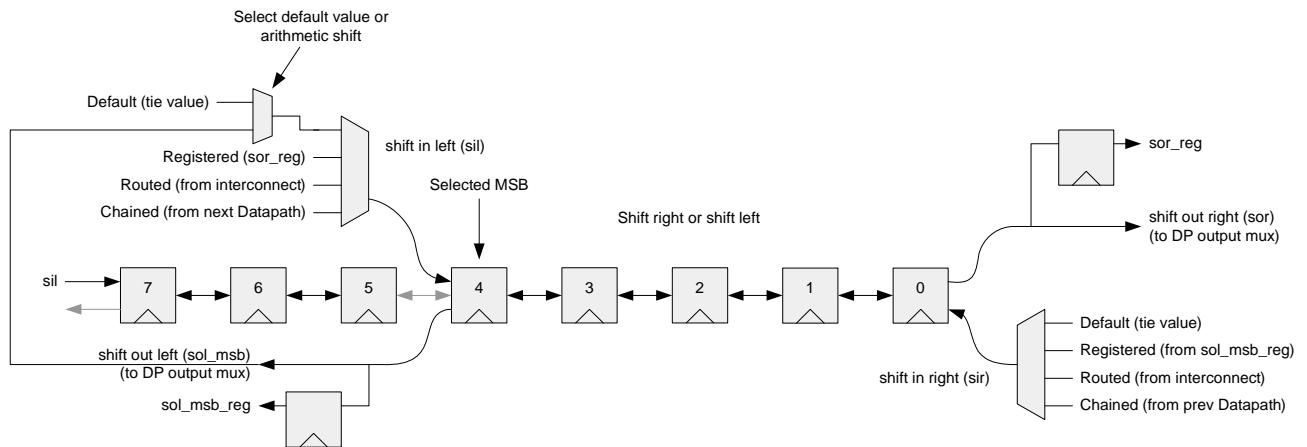 Select default value or
arithmetic shift
Default (tie value)
Registered (sor_reg)
Routed (from interconnect)
Chained (from next Datapath)
shift in left (sil)
Selected MSB
Shift right or shift left
sor_reg
shift out right (sor)
(to DP output mux)
sil
7
6
5
4
3
2
1
0
shift out left (sol_msb)
(to DP output mux)
sol_msb_reg
shift in right (sir)
Default (tie value)
Registered (from sol_msb_reg)
Routed (from interconnect)
Chained (from prev Datapath)